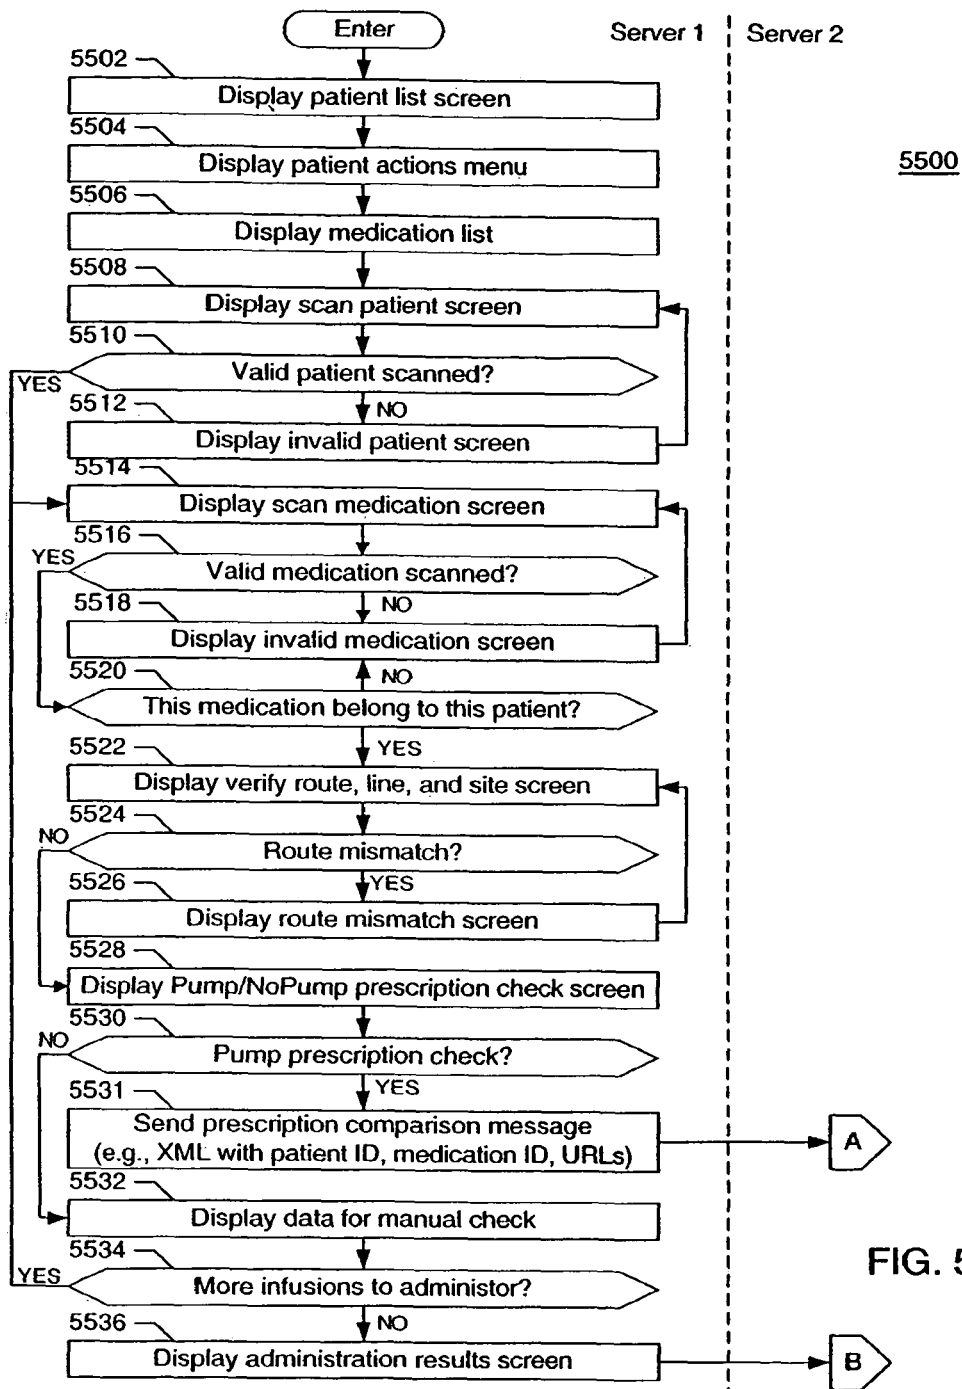 Enter
Server 1
Server 2
5502
Display patient list screen
5504
Display patient actions menu
5500
5506
Display medication list
5508
Display scan patient screen
5510
Valid patient scanned?
YES
NO
5512
Display invalid patient screen
5514
Display scan medication screen
5516
YES
Valid medication scanned?
NO
5518
Display invalid medication screen
5520
NO
This medication belong to this patient?
YES
5522
Display verify route, line, and site screen
5524
NO
Route mismatch?
YES
5526
Display route mismatch screen
5528
Display Pump/NoPump prescription check screen
5530
NO
Pump prescription check?
YES
5531
Send prescription comparison message
(e.g., XML with patient ID, medication ID, URLs)
A
5532
Display data for manual check
5534
YES
More infusions to administor?
FIG. 5
NO
5536
Display administration results screen
B